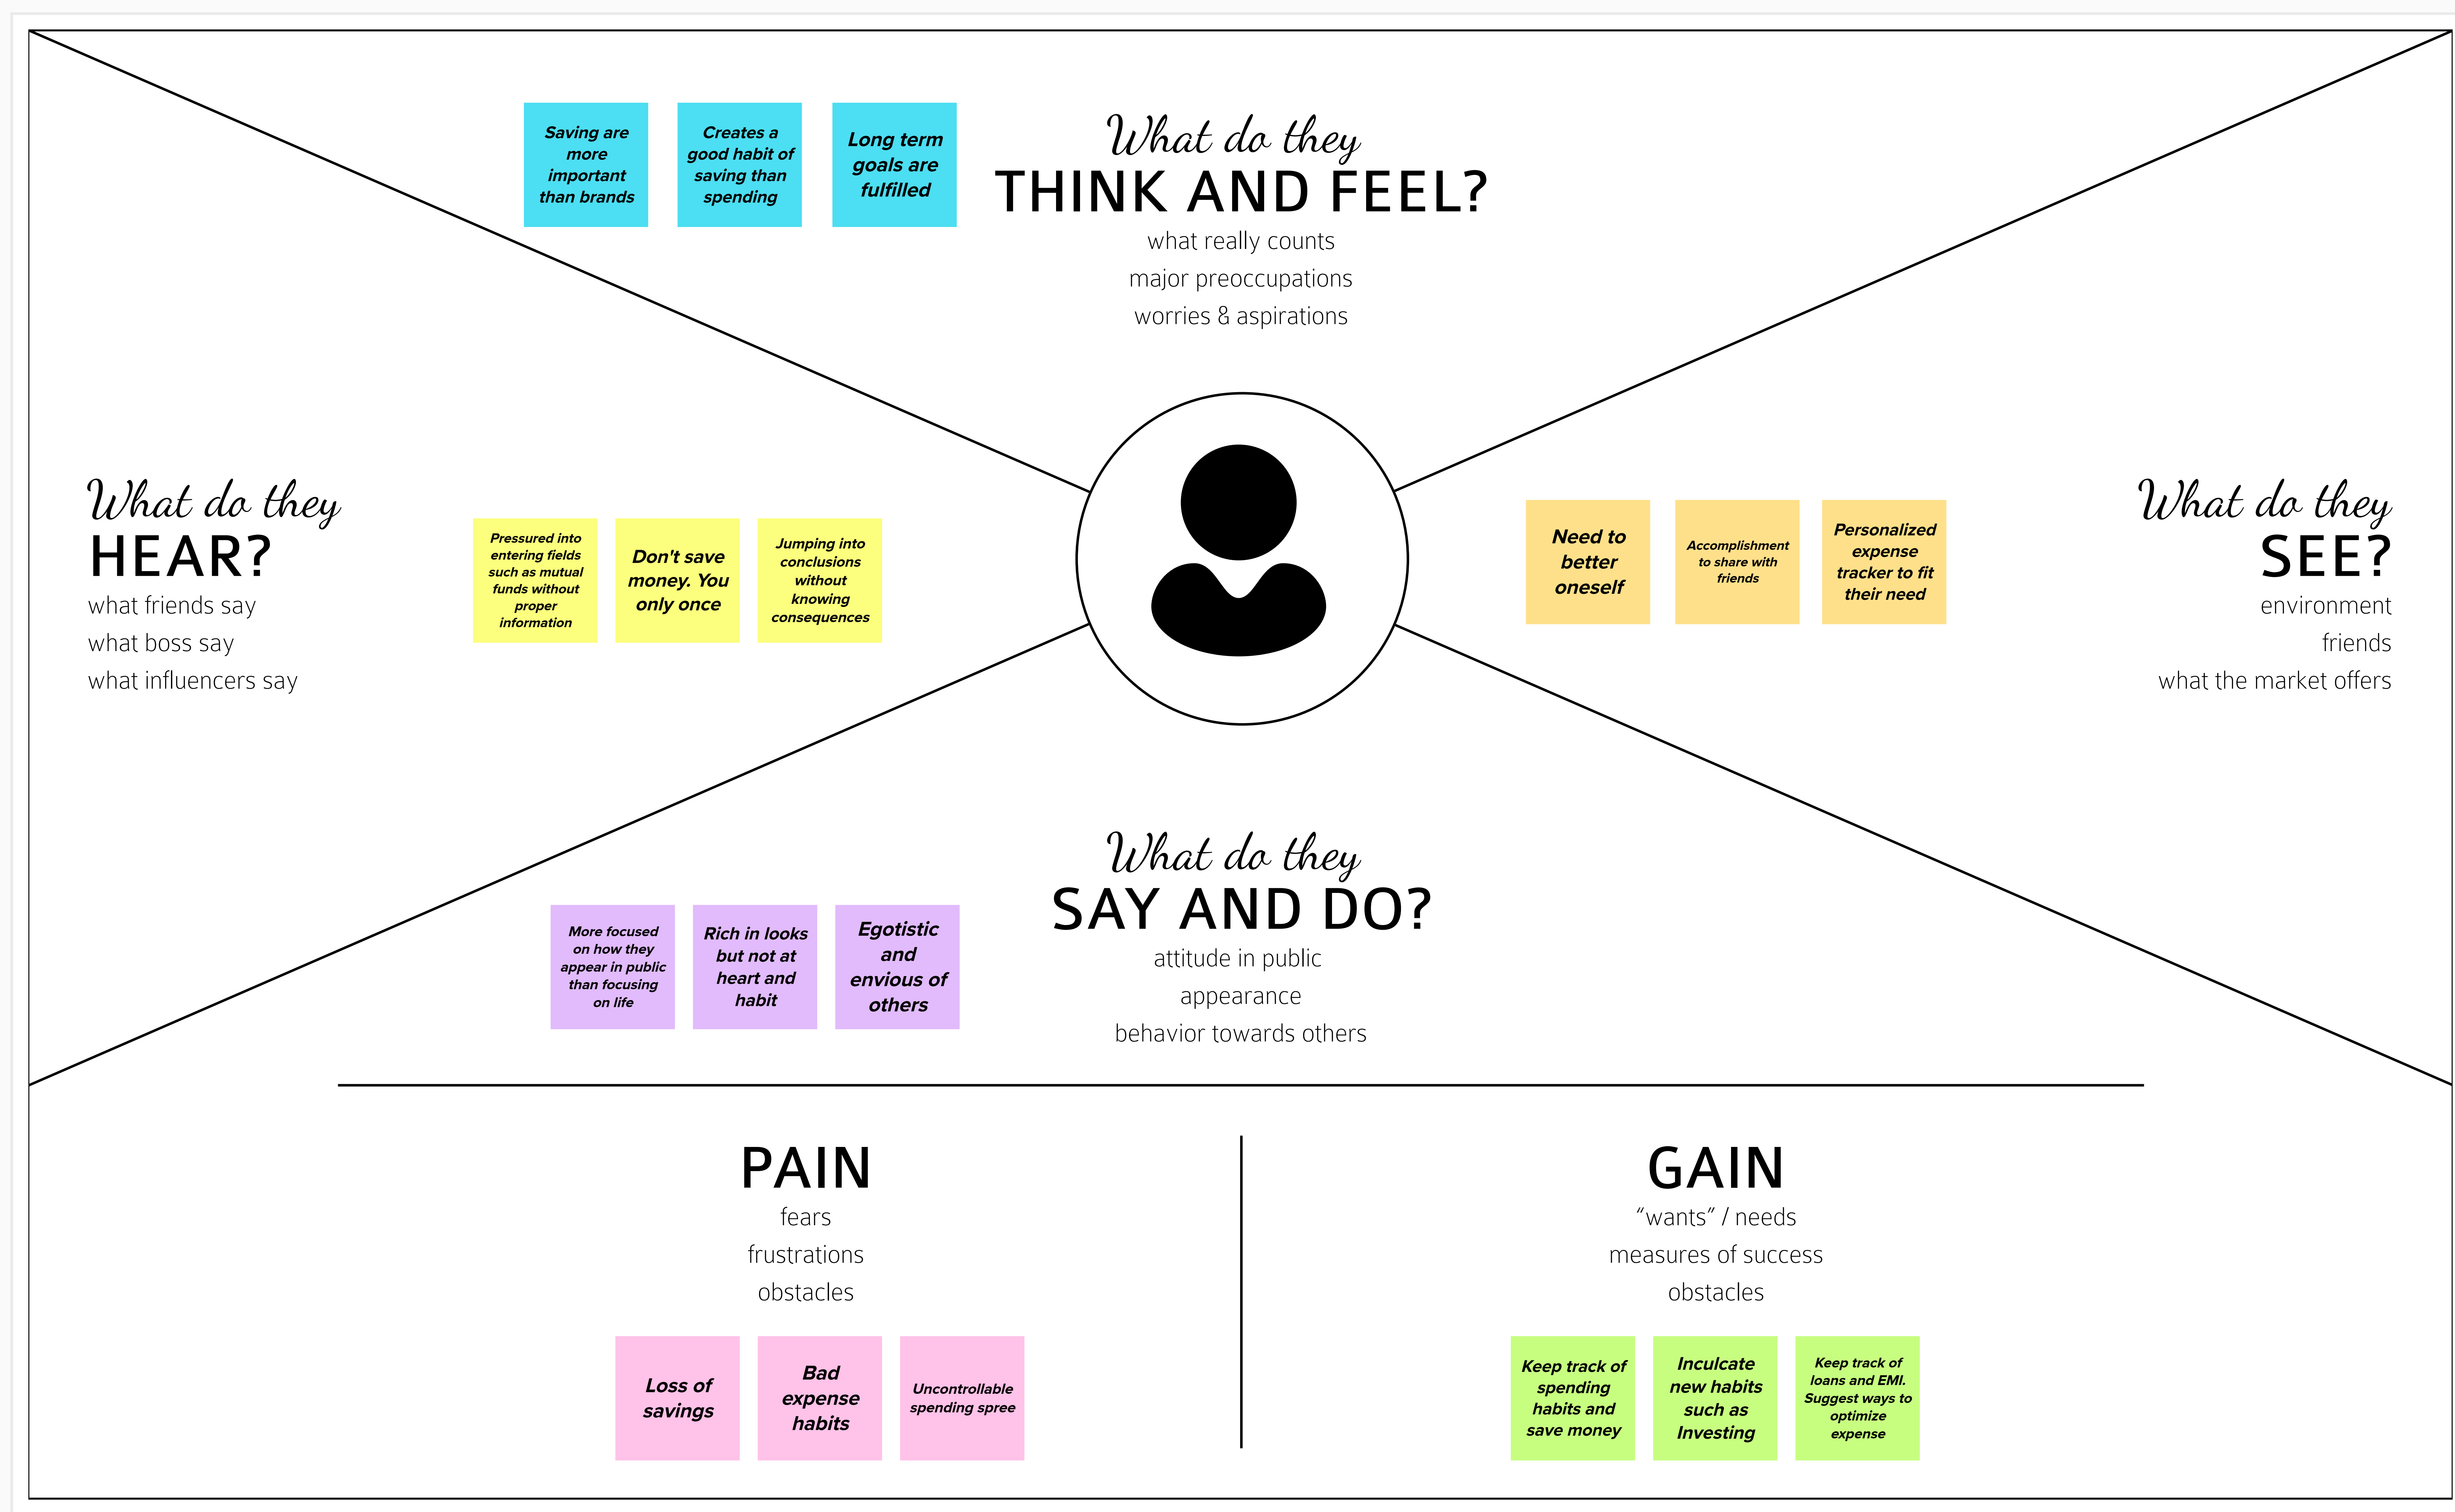 Saving are
more
important
than brands
Creates a
good habit of
saving than
spending
Long term
goals are
fulfilled
What do they
THINK AND FEEL?
what really counts
major preoccupations
worries & aspirations
What do they
HEAR?
what friends say
what boss say
what influencers say
Pressured into
entering fields
such as mutual
funds without
proper
information
Don't save
money. You
only once
Jumping into
conclusions
without
knowing
consequences
Need to
better
oneself
Accomplishment
to share with
friends
Personalized
expense
tracker to fit
their need
What do they
SEE?
environment
friends
what the market offers
What do they
SAY AND DO?
attitude in public
appearance
behavior towards others
More focused
on how they
appear in public
than focusing
on life
Rich in looks
but not at
heart and
habit
Egotistic
and
envious of
others
PAIN
fears
frustrations
obstacles
Loss of
savings
Bad
expense
habits
Uncontrollable
spending spree
GAIN
“wants” / needs
measures of success
obstacles
Keep track of
spending
habits and
save money
Inculcate
new habits
such as
Investing
Keep track of
loans and EMI.
Suggest ways to
optimize
expense